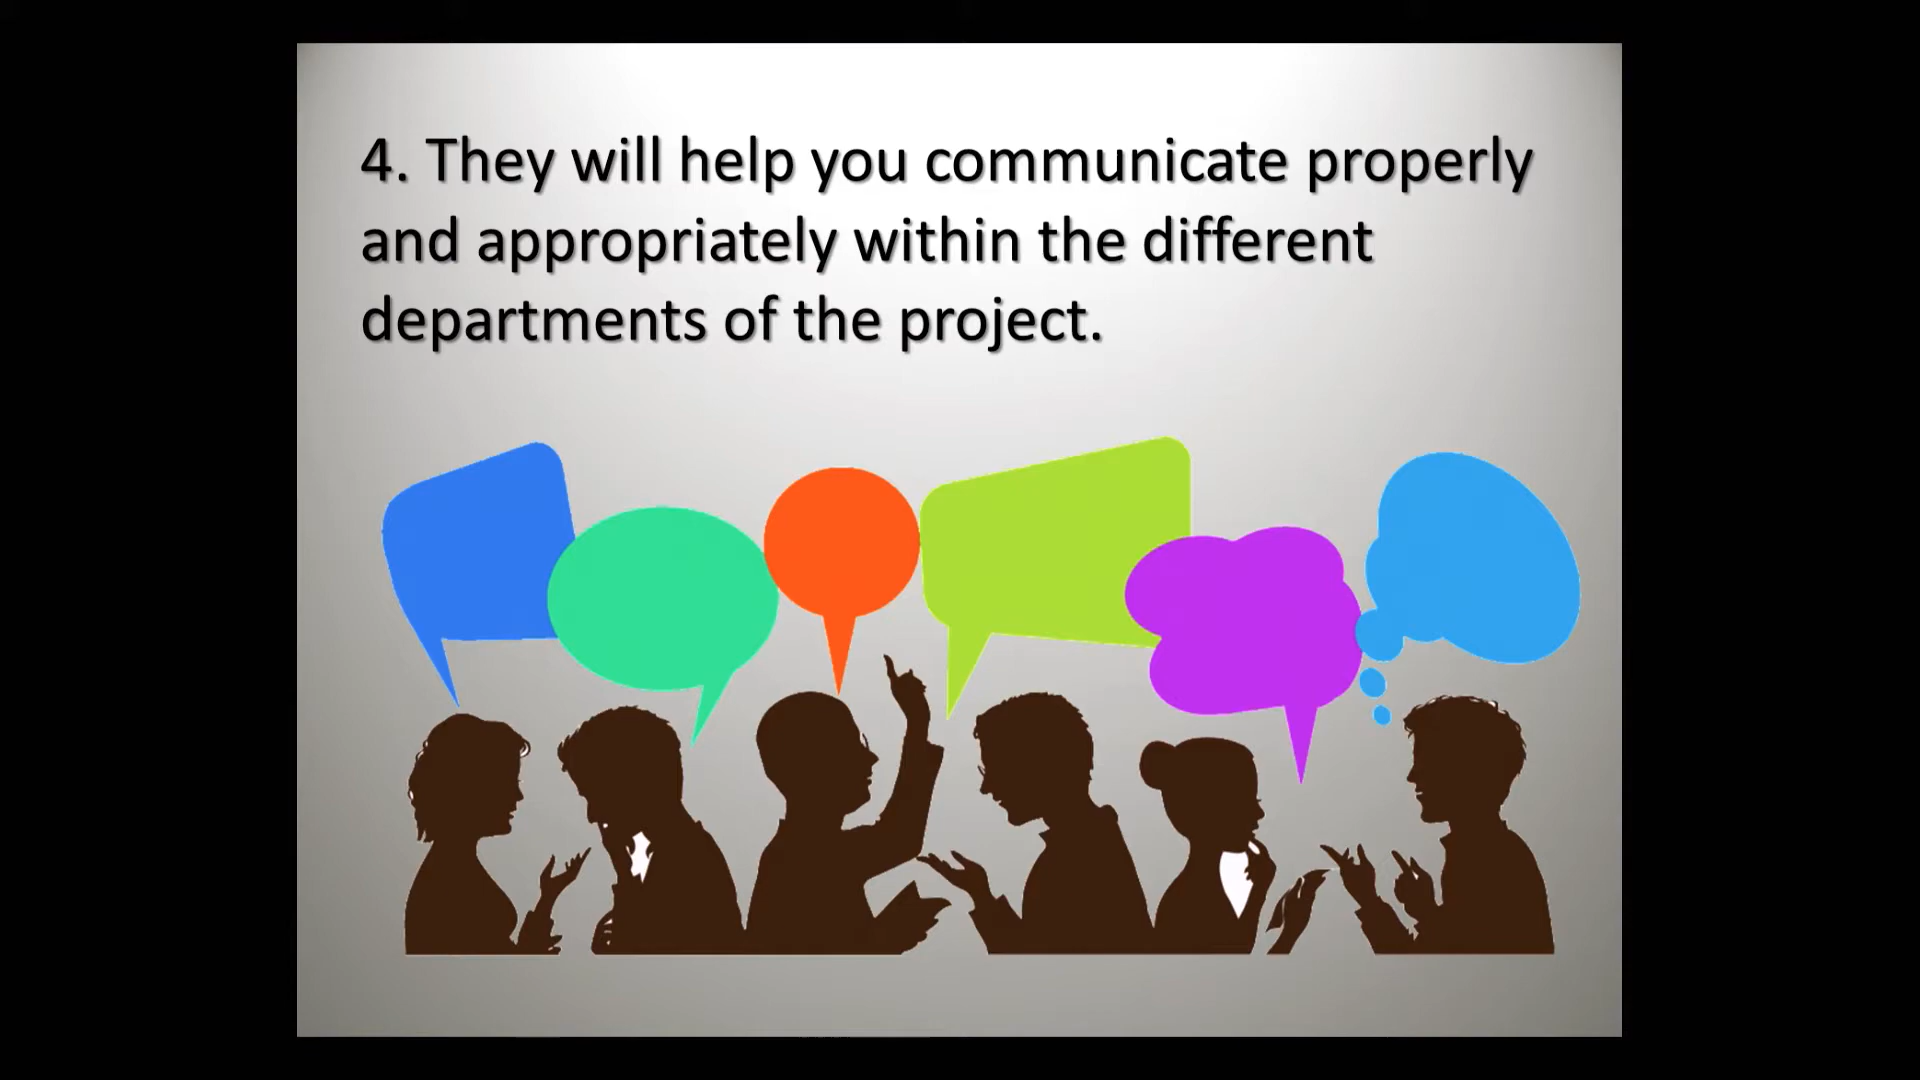 4. They will help you communicate properly
and appropriately within the different
departments of the project.